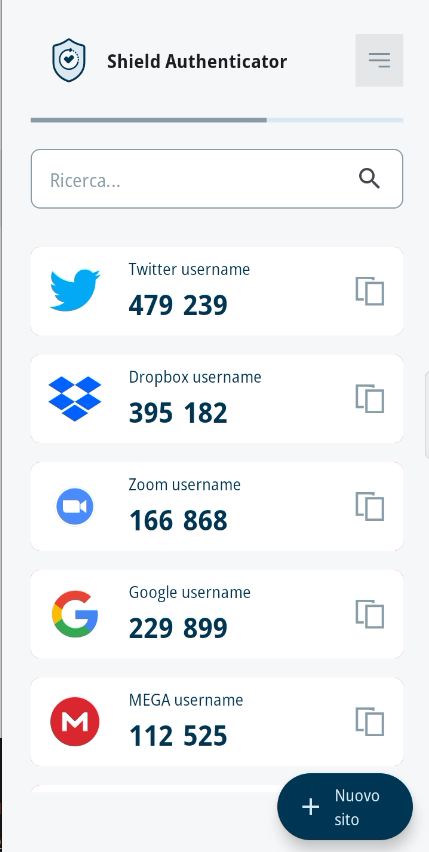 Shield Authenticator
Ricerca...
Twitter username
479 239
Dropbox username
395 182
Zoom username
166 868
Google username
229 899
MEGA username
112 525
Nuovo
sito